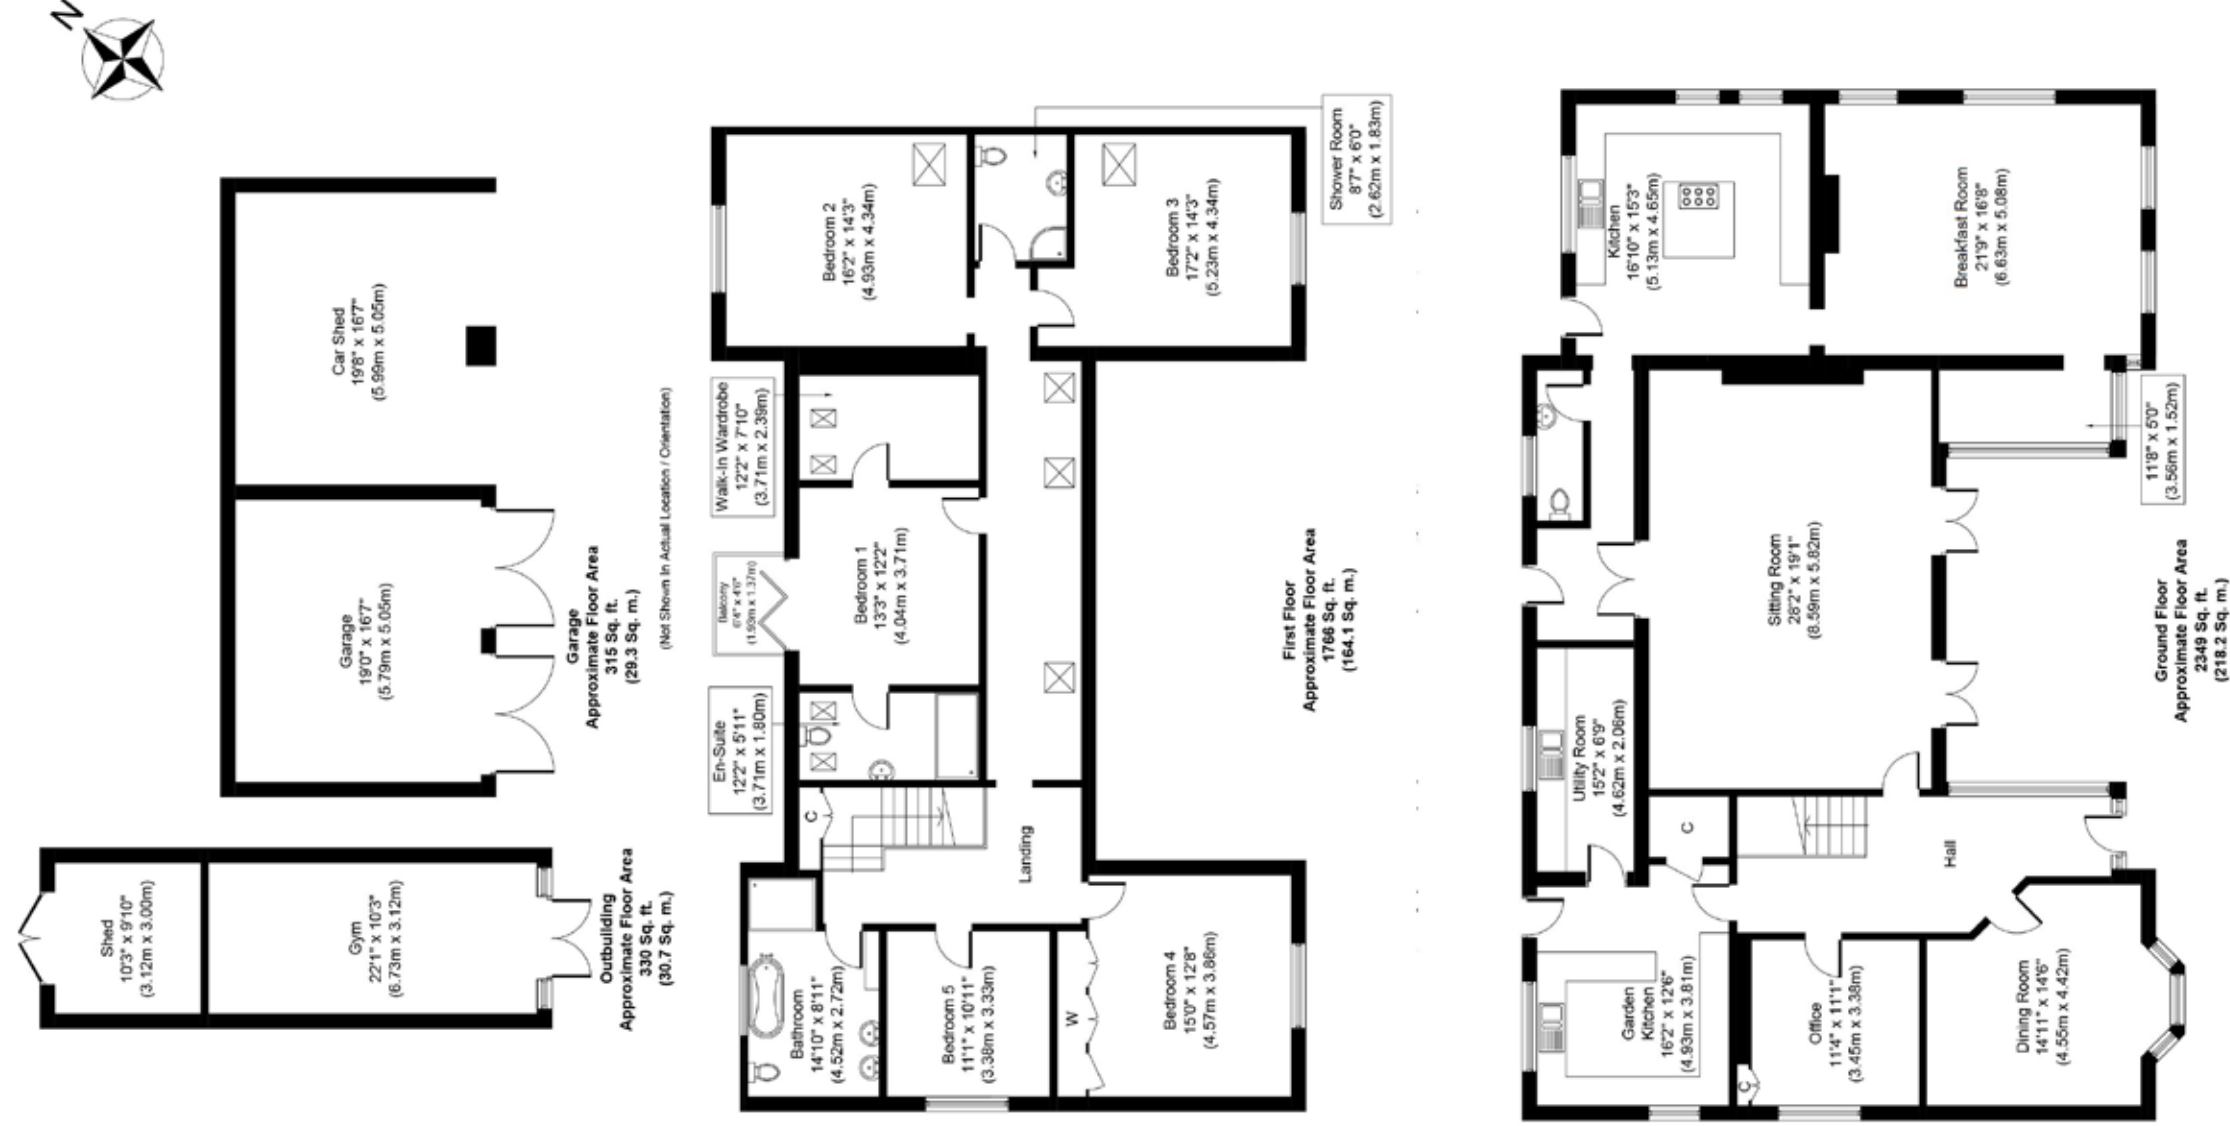 N
Car Shed
19'8" x 16'7"
(5.99m x 5.05m)
Garage
19'0" x 16'7"
(5.79m x 5.05m)
Garage
Approximate Floor Area
315 Sq. ft.
(29.3 Sq. m.)
(Not Shown In Actual Location / Orientation)
Shed
10'3" x 9'10"
(3.12m x 3.00m)
Gym
22'1" x 10'3"
(6.73m x 3.12m)
Outbuilding
Approximate Floor Area
330 Sq. ft.
(30.7 Sq. m.)
Bedroom 2
16'2" x 14'3"
(4.93m x 4.34m)
Shower Room
8'7" x 6'0"
(2.62m x 1.83m)
Bedroom 3
17'2" x 14'3"
(5.23m x 4.34m)
Walk-In Wardrobe
12'2" x 7'10"
(3.71m x 2.39m)
Balcony
6'4" x 4'6"
(1.93m x 1.37m)
Bedroom 1
13'3" x 12'2"
(4.04m x 3.71m)
En-Suite
12'2" x 5'11"
(3.71m x 1.80m)
C
Landing
Bathroom
14'10" x 8'11"
(4.52m x 2.72m)
Bedroom 5
11'1" x 10'11"
(3.38m x 3.33m)
W
Bedroom 4
15'0" x 12'8"
(4.57m x 3.86m)
First Floor
Approximate Floor Area
1766 Sq. ft.
(164.1 Sq. m.)
Kitchen
16'10" x 15'3"
(5.13m x 4.65m)
Breakfast Room
21'9" x 16'8"
(6.63m x 5.08m)
11'8" x 5'0"
(3.56m x 1.52m)
Sitting Room
28'2" x 19'1"
(8.59m x 5.82m)
Utility Room
15'2" x 6'9"
(4.62m x 2.06m)
C
Hall
Garden
Kitchen
16'2" x 12'6"
(4.93m x 3.81m)
C
Office
11'4" x 11'1"
(3.45m x 3.38m)
Dining Room
14'11" x 14'6"
(4.55m x 4.42m)
Ground Floor
Approximate Floor Area
2349 Sq. ft.
(218.2 Sq. m.)